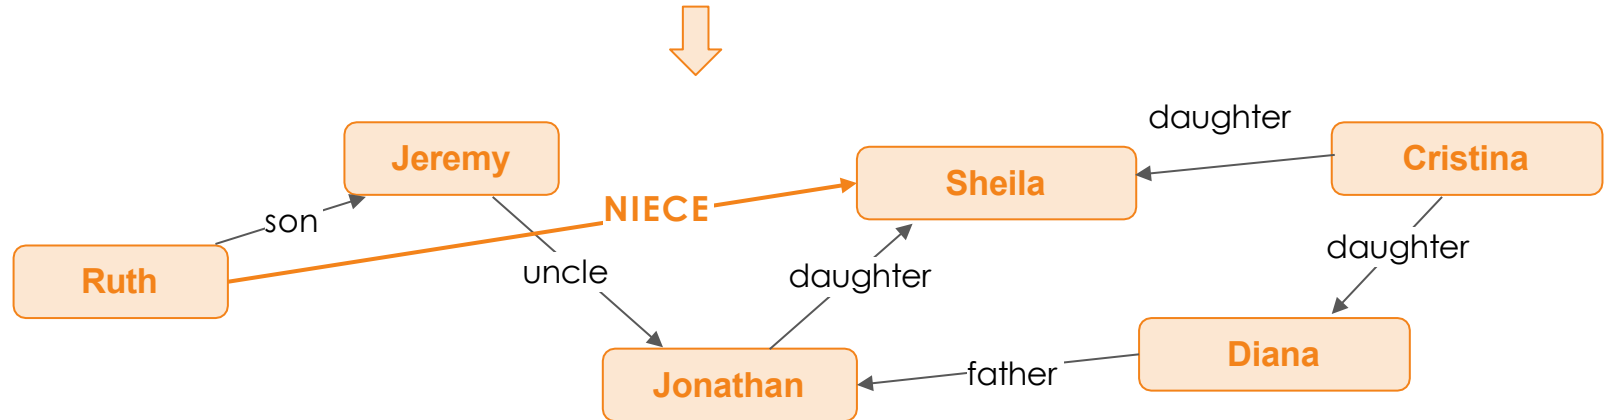 daughter
Jeremy
Sheila
Cristina
NIECE
son
daughter
Ruth
uncle
daughter
Diana
father
Jonathan